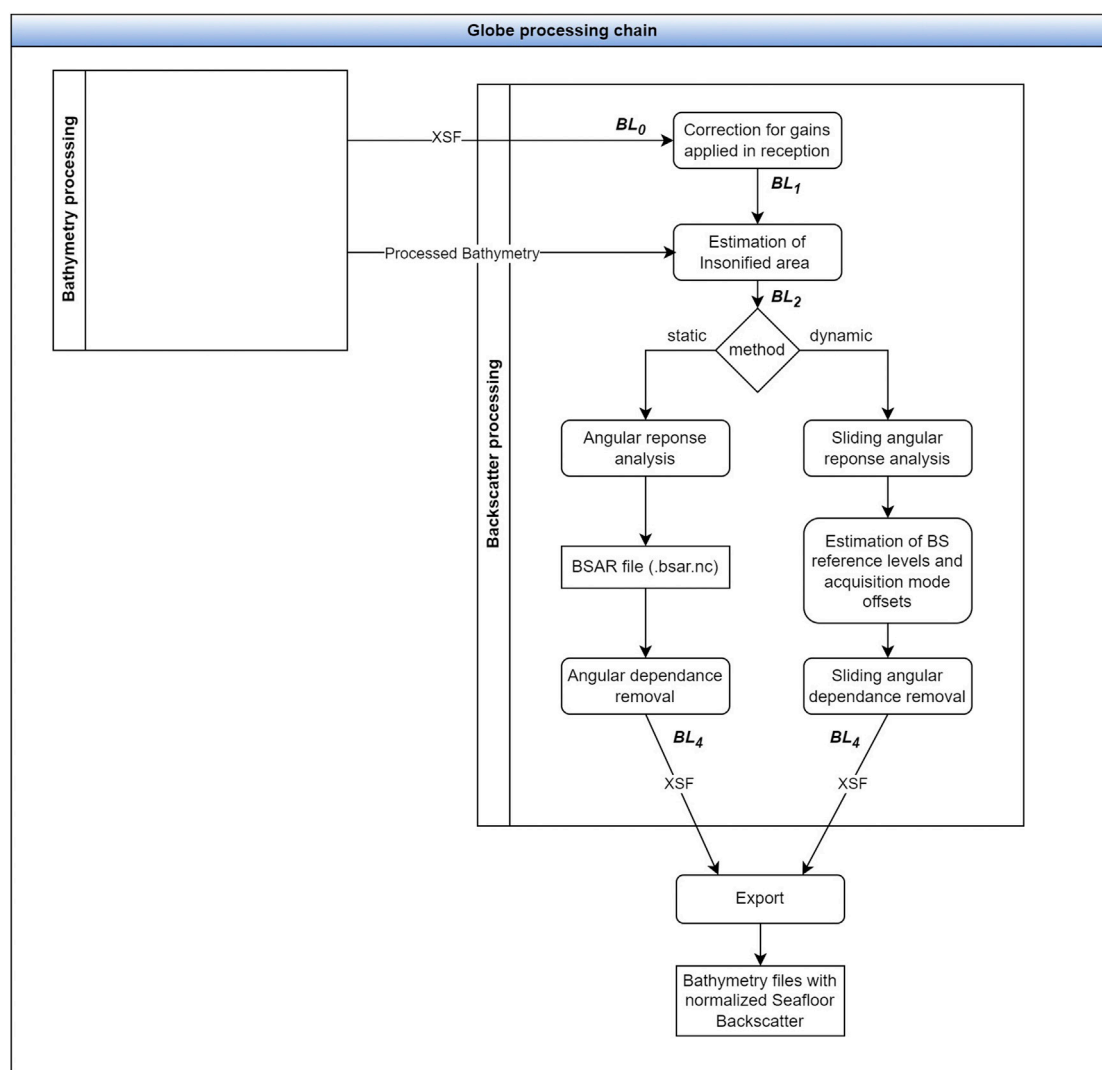 Globe processing chain
Bathymetry processing
Backscatter processing
XSF
BL0
Correction for gains
applied in reception
BL1
Processed Bathymetry
Estimation of
Insonified area
BL2
static
method
dynamic
Angular reponse
analysis
Sliding angular
reponse analysis
BSAR file (.bsar.nc)
Estimation of BS
reference levels and
acquisition mode
offsets
Angular dependance
removal
Sliding angular
dependance removal
BL4
BL4
XSF
XSF
Export
Bathymetry files with
normalized Seafloor
Backscatter